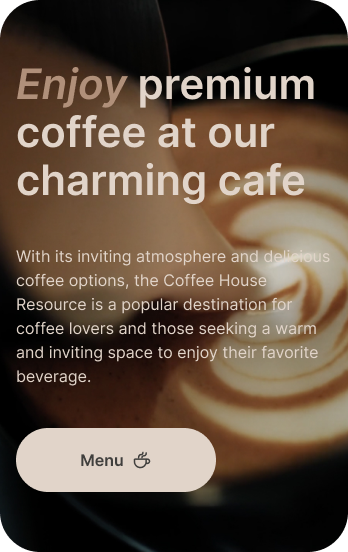 Enjoy premium
coffee at our
charming cafe
With its inviting atmosphere and delicious
coffee options, the Coffee House
Resource is a popular destination for
coffee lovers and those seeking a warm
and inviting space to enjoy their favorite
beverage.
Menu